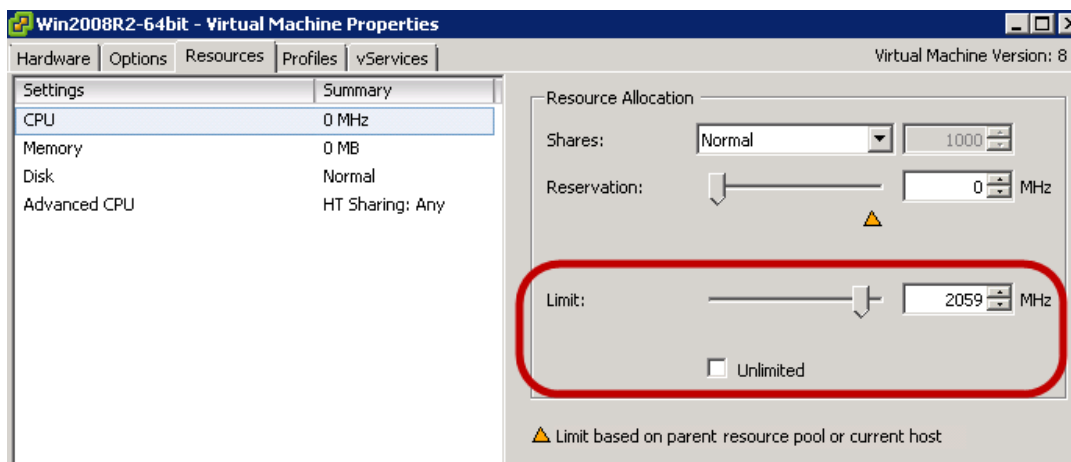 Win2008R2-64bit - Virtual Machine Properties
Hardware Options Resources Profiles vServices Virtual Machine Version: 8
Settings Summary
CPU 0 MHz
Memory 0 MB
Disk Normal
Advanced CPU HT Sharing: Any
Resource Allocation
Shares: Normal 1000
Reservation: 0 MHz
Limit: 2059 MHz
Unlimited
Limit based on parent resource pool or current host